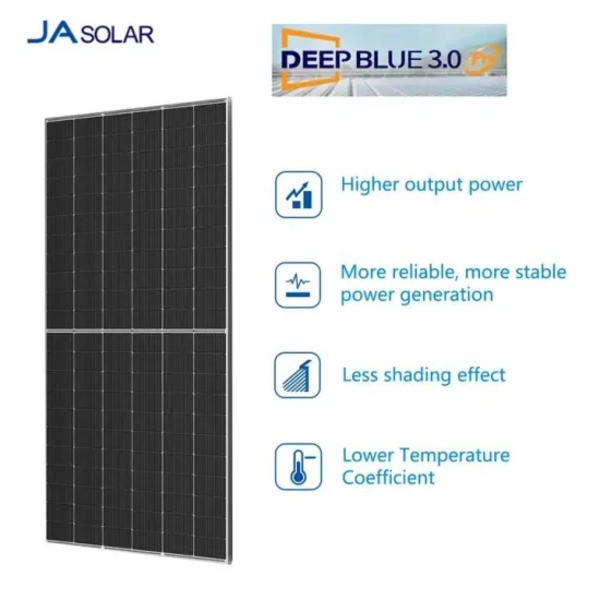 JA SOLAR
DEEP BLUE 3.0
Higher output power
More reliable, more stable
power generation
Less shading effect
Lower Temperature
Coefficient